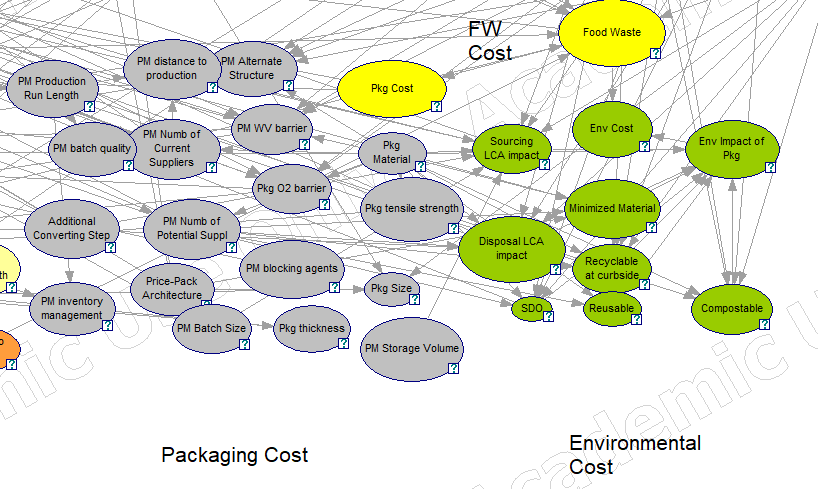 FW
Cost
Food Waste
PM distance to
production
PM Alternate
Structure
PM Production
Run Length
Pkg Cost
PM batch quality
PM Numb of
Current
Suppliers
PM WV barrier
Pkg
Material
Sourcing
LCA impact
Env Cost
Env Impact of
Pkg
Pkg O2 barrier
Additional
Converting Step
PM Numb of
Potential Suppl
Pkg tensile strength
Minimized Material
Disposal LCA
impact
th
PM blocking agents
Recyclable
at curbside
Price-Pack
Architecture
Pkg Size
PM inventory
management
PM Batch Size
Pkg thickness
SDO
Reusable
Compostable
PM Storage Volume
Packaging Cost
Environmental
Cost
Academic
Academic U
mic U